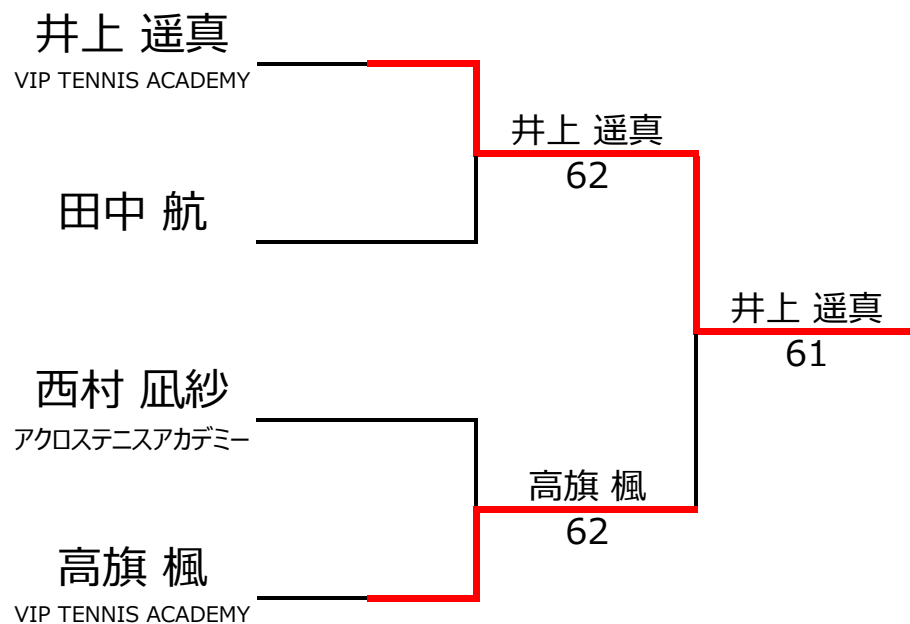 井上 遥真
VIP TENNIS ACADEMY
田中 航
西村 凪紗
アクロステニスアカデミー
高旗 楓
VIP TENNIS ACADEMY
井上 遥真
62
高旗 楓
62
井上 遥真
61